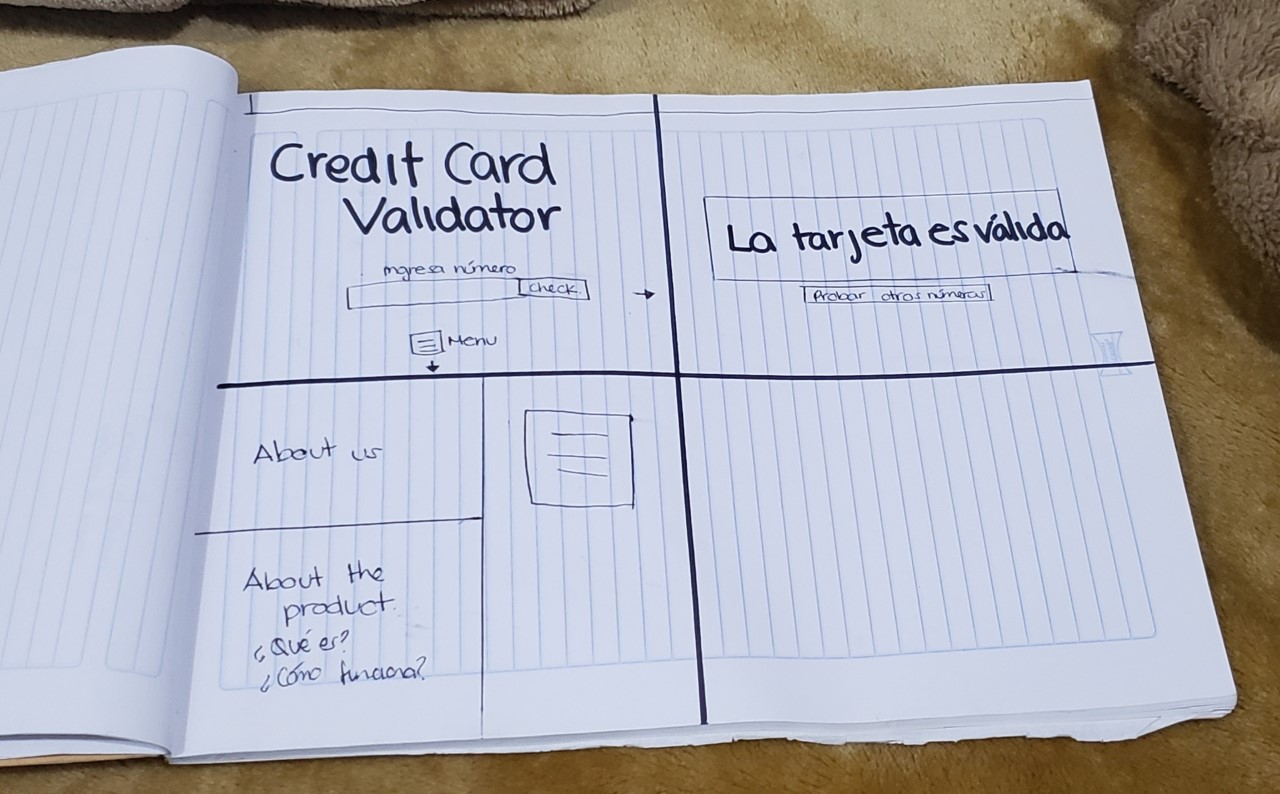 Credit Card
Validator
ingresa número
check
Menu
La tarjeta es válida
Probar otros números
About us
About the
product.
¿Qué es?
¿Cómo funciona?